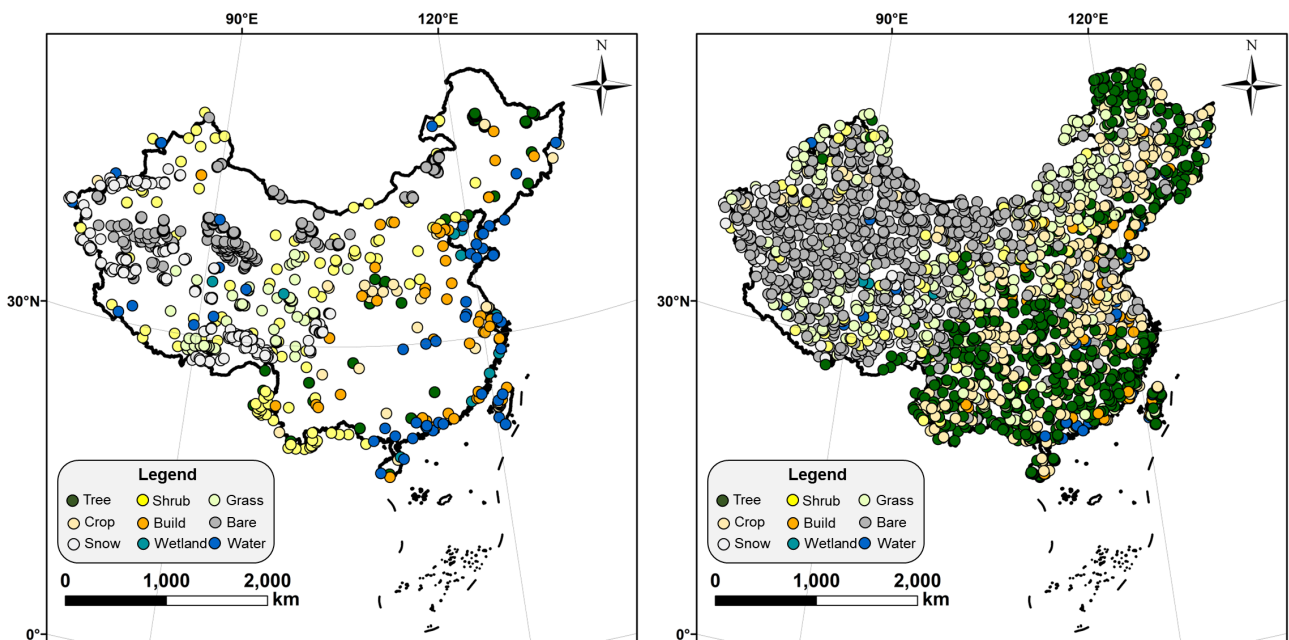 90°E 120°E
N
30°N
Legend
Tree Shrub Grass
Crop Build Bare
Snow Wetland Water
0 1,000 2,000
km
0°
90°E 120°E
N
30°N
Legend
Tree Shrub Grass
Crop Build Bare
Snow Wetland Water
0 1,000 2,000
km
0°